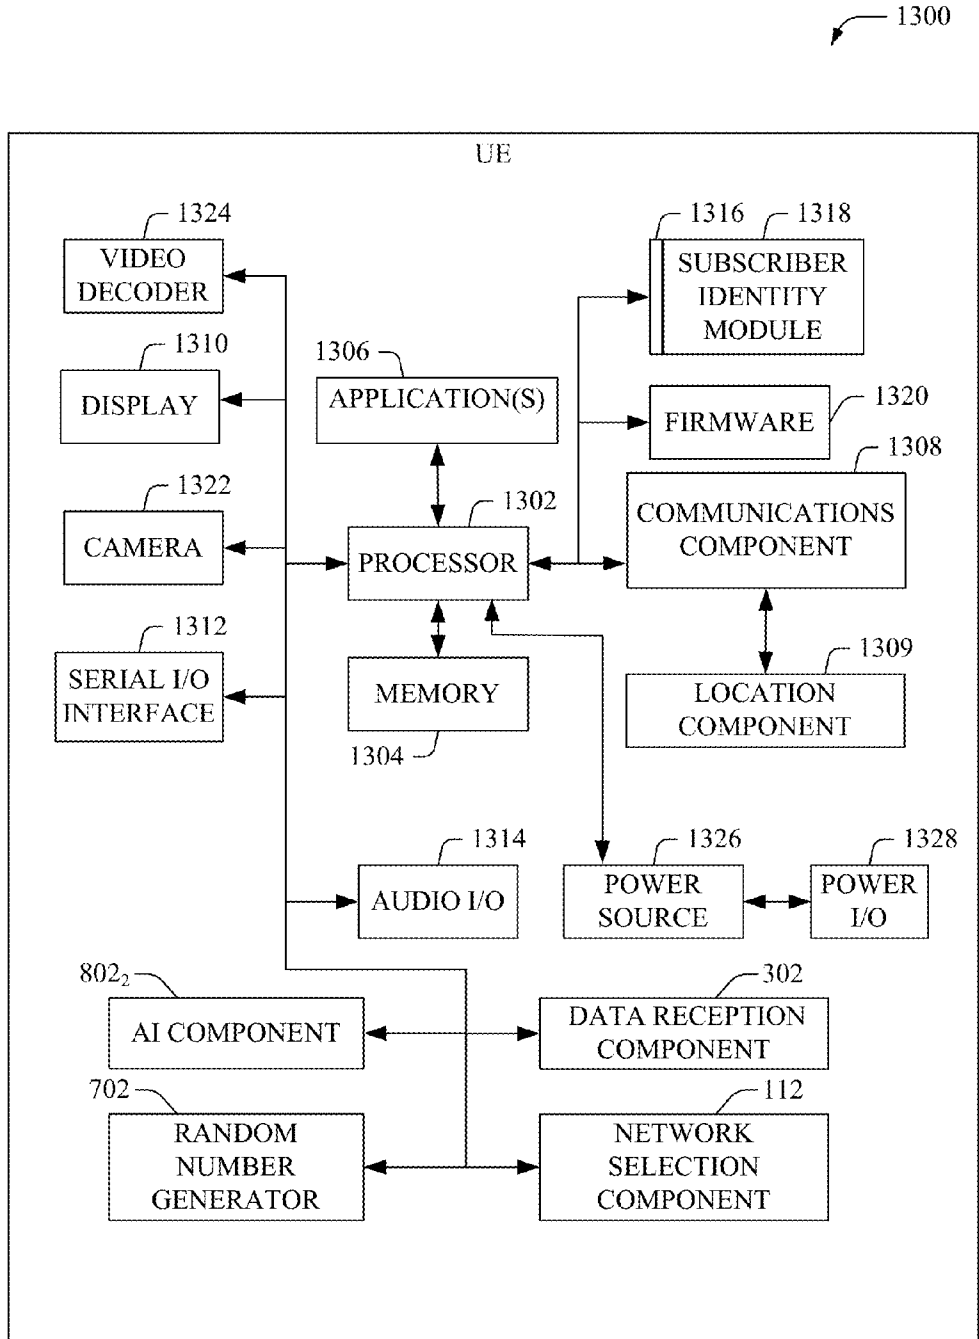 1300
UE
1324
VIDEO
DECODER
1316
1318
SUBSCRIBER
IDENTITY
MODULE
1310
DISPLAY
1306
APPLICATION(S)
1320
FIRMWARE
1308
COMMUNICATIONS
COMPONENT
1322
CAMERA
1302
PROCESSOR
1312
SERIAL I/O
INTERFACE
MEMORY
1304
1309
LOCATION
COMPONENT
1314
AUDIO I/O
1326
POWER
SOURCE
1328
POWER
I/O
802₂
AI COMPONENT
302
DATA RECEPTION
COMPONENT
702
RANDOM
NUMBER
GENERATOR
112
NETWORK
SELECTION
COMPONENT